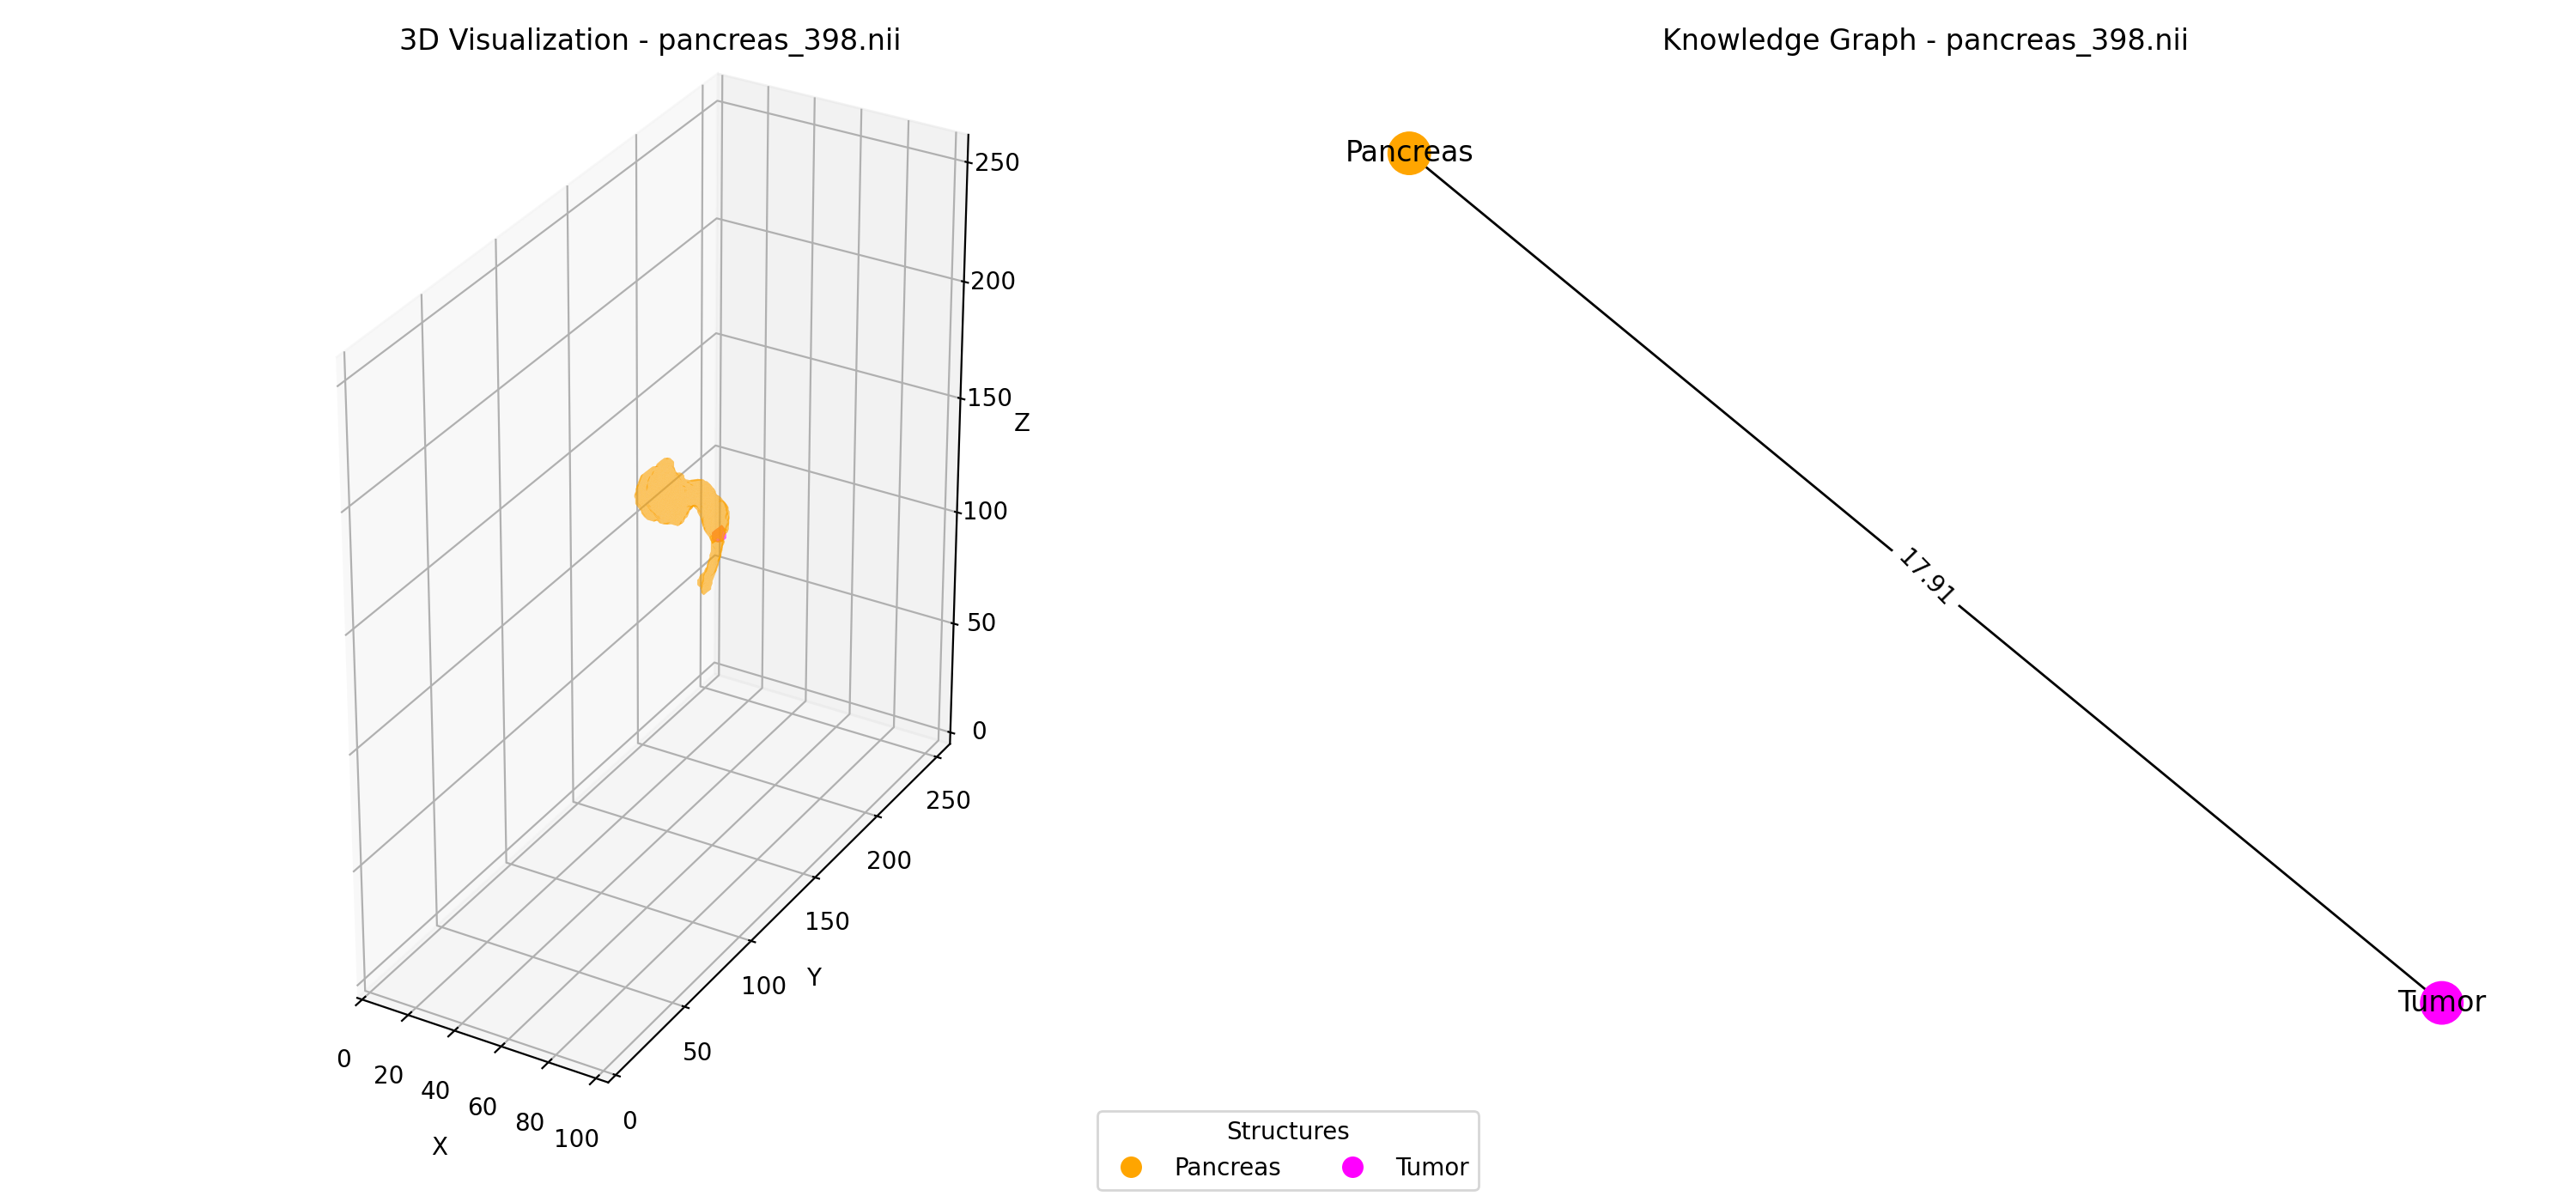 3D Visualization - pancreas_398.nii
250
200
150
Z
100
50
0
250
200
150
100
Y
50
0
0
20
40
60
80
100
X
Knowledge Graph - pancreas_398.nii
Pancreas
17.91
Tumor
Structures
Pancreas
Tumor